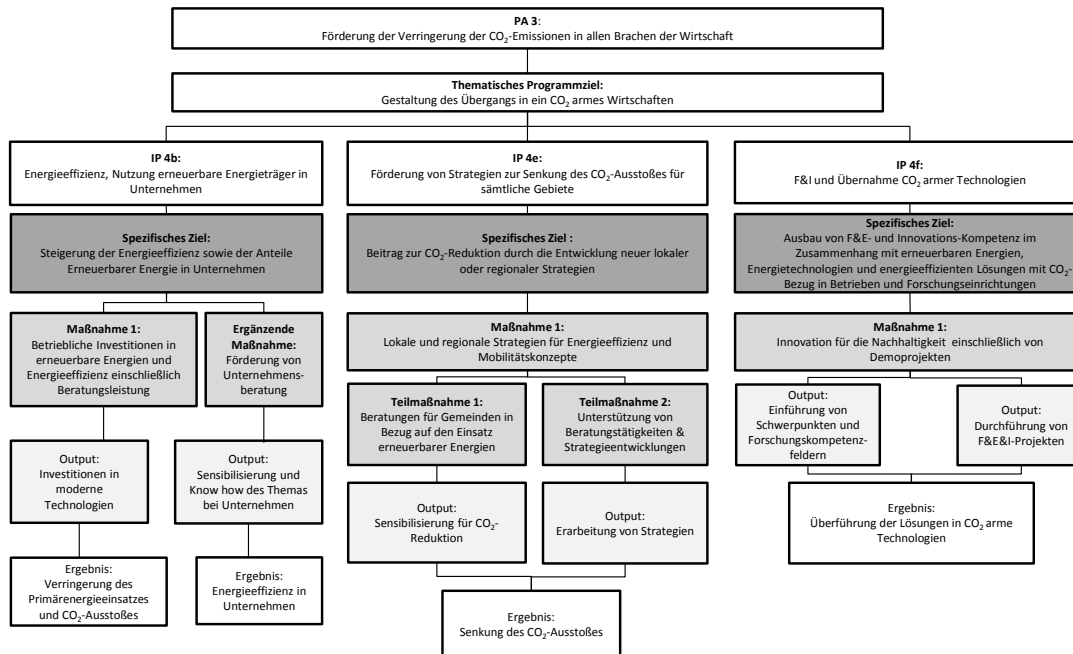 PA 3:
Förderung der Verringerung der CO₂-Emissionen in allen Brachen der Wirtschaft
Thematisches Programmziel:
Gestaltung des Übergangs in ein CO₂ armes Wirtschaften
IP 4b:
Energieeffizienz, Nutzung erneuerbare Energieträger in
Unternehmen
Spezifisches Ziel:
Steigerung der Energieeffizienz sowie der Anteile
Erneuerbarer Energie in Unternehmen
Maßnahme 1:
Betriebliche Investitionen in
erneuerbare Energien und
Energieeffizienz einschließlich
Beratungsleistung
Ergänzende
Maßnahme:
Förderung von
Unternehmens-
beratung
Output:
Investitionen in
moderne
Technologien
Output:
Sensibilisierung und
Know how des Themas
bei Unternehmen
Ergebnis:
Verringerung des
Primärenergieeinsatzes
und CO₂-Ausstoßes
Ergebnis:
Energieeffizienz in
Unternehmen
IP 4e:
Förderung von Strategien zur Senkung des CO₂-Ausstoßes für
sämtliche Gebiete
Spezifisches Ziel :
Beitrag zur CO₂-Reduktion durch die Entwicklung neuer lokaler
oder regionaler Strategien
Maßnahme 1:
Lokale und regionale Strategien für Energieeffizienz und
Mobilitätskonzepte
Teilmaßnahme 1:
Beratungen für Gemeinden in
Bezug auf den Einsatz
erneuerbarer Energien
Teilmaßnahme 2:
Unterstützung von
Beratungstätigkeiten &
Strategieentwicklungen
Output:
Sensibilisierung für CO₂-
Reduktion
Output:
Erarbeitung von Strategien
Ergebnis:
Senkung des CO₂-Ausstoßes
IP 4f:
F&I und Übernahme CO₂ armer Technologien
Spezifisches Ziel:
Ausbau von F&E- und Innovations-Kompetenz im
Zusammenhang mit erneuerbaren Energien,
Energietechnologien und energieeffizienten Lösungen mit CO₂-
Bezug in Betrieben und Forschungseinrichtungen
Maßnahme 1:
Innovation für die Nachhaltigkeit einschließlich von
Demoprojekten
Output:
Einführung von
Schwerpunkten und
Forschungskompetenz-
feldern
Output:
Durchführung von
F&E&I-Projekten
Ergebnis:
Überführung der Lösungen in CO₂ arme
Technologien